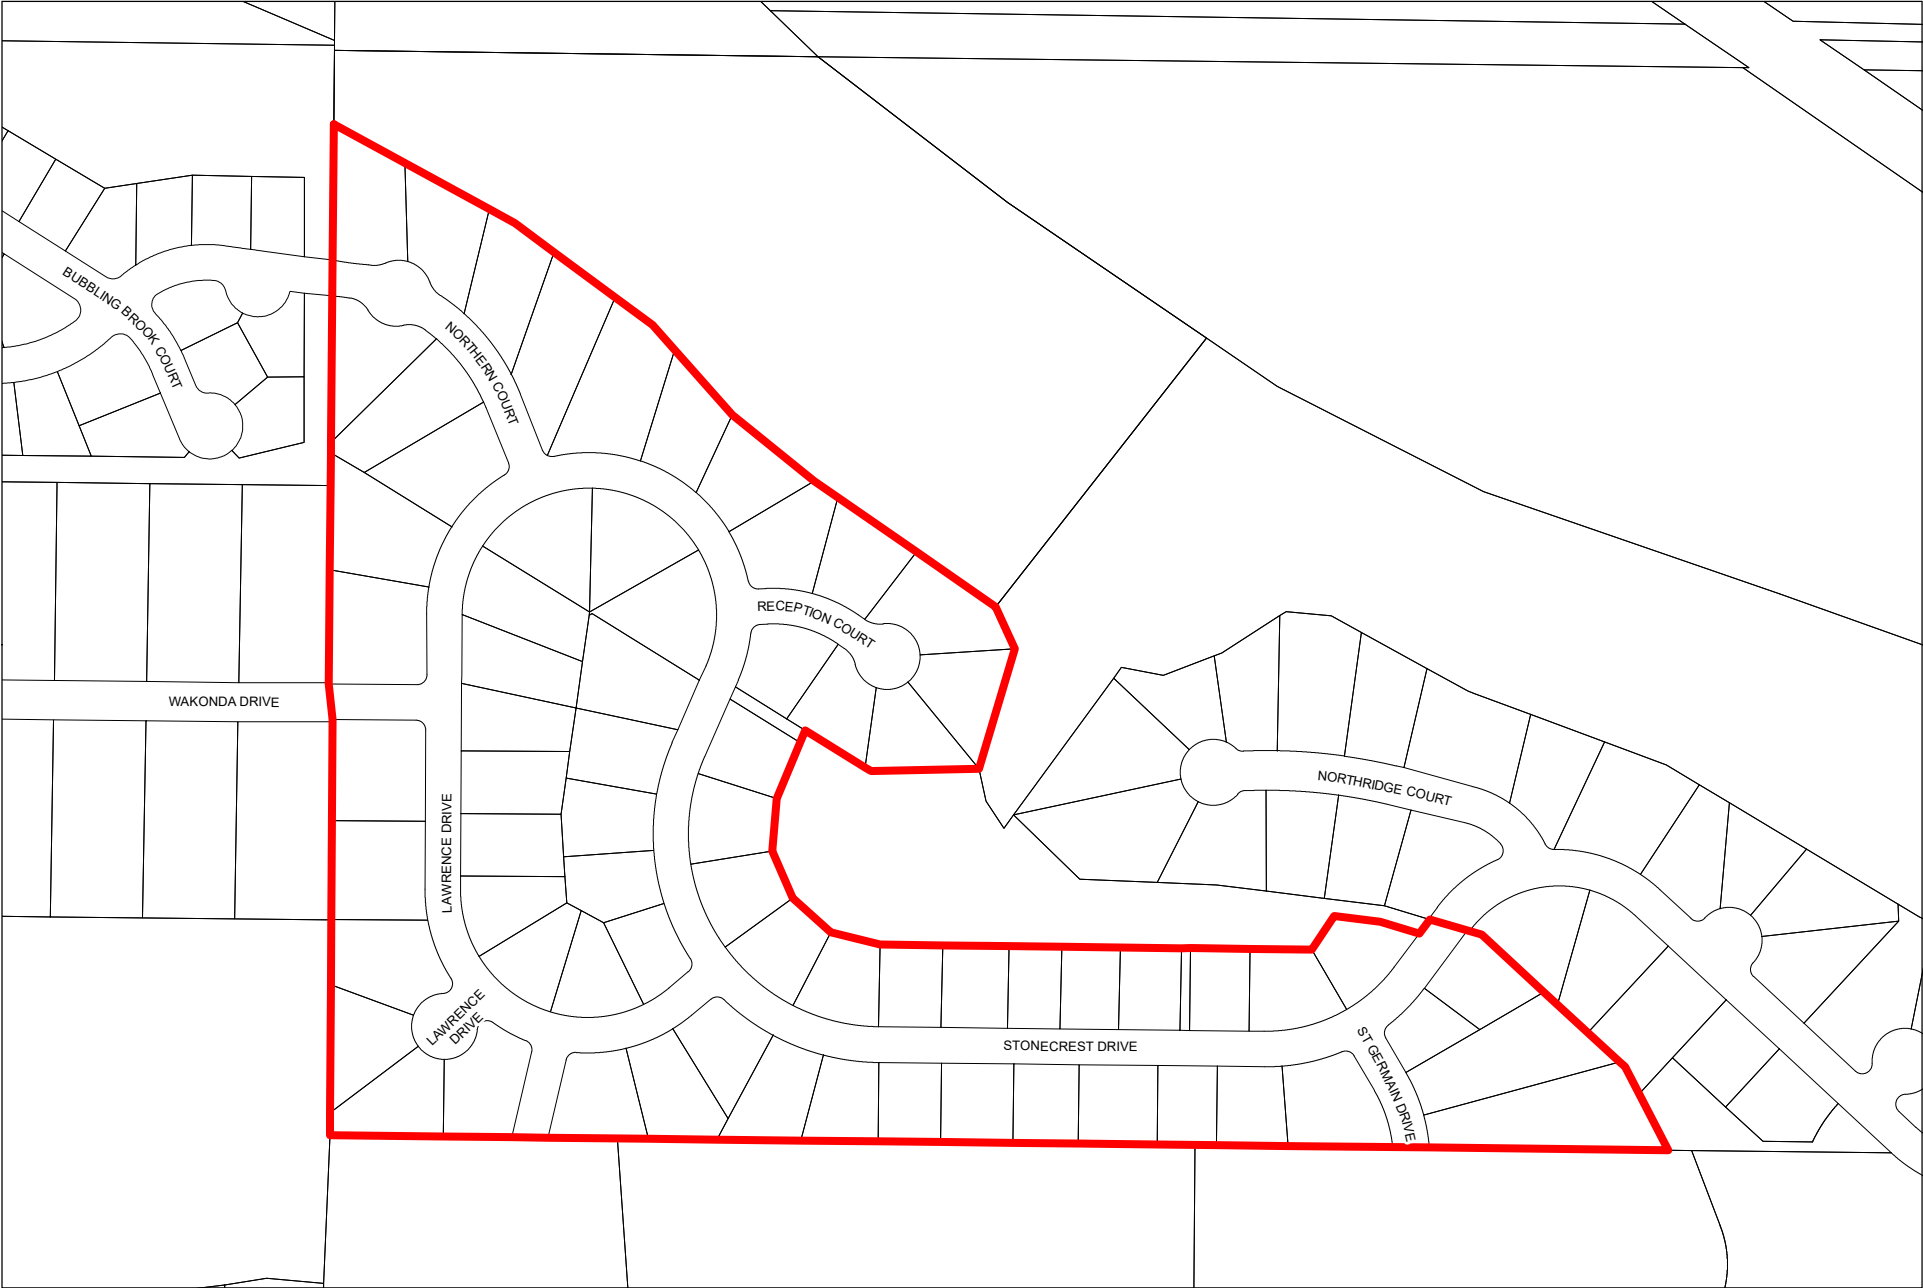 BUBBLING BROOK COURT
NORTHERN COURT
RECEPTION COURT
WAKONDA DRIVE
NORTHRIDGE COURT
LAWRENCE DRIVE
LAWRENCE
DRIVE
STONECREST DRIVE
ST GERMAIN DRIVE